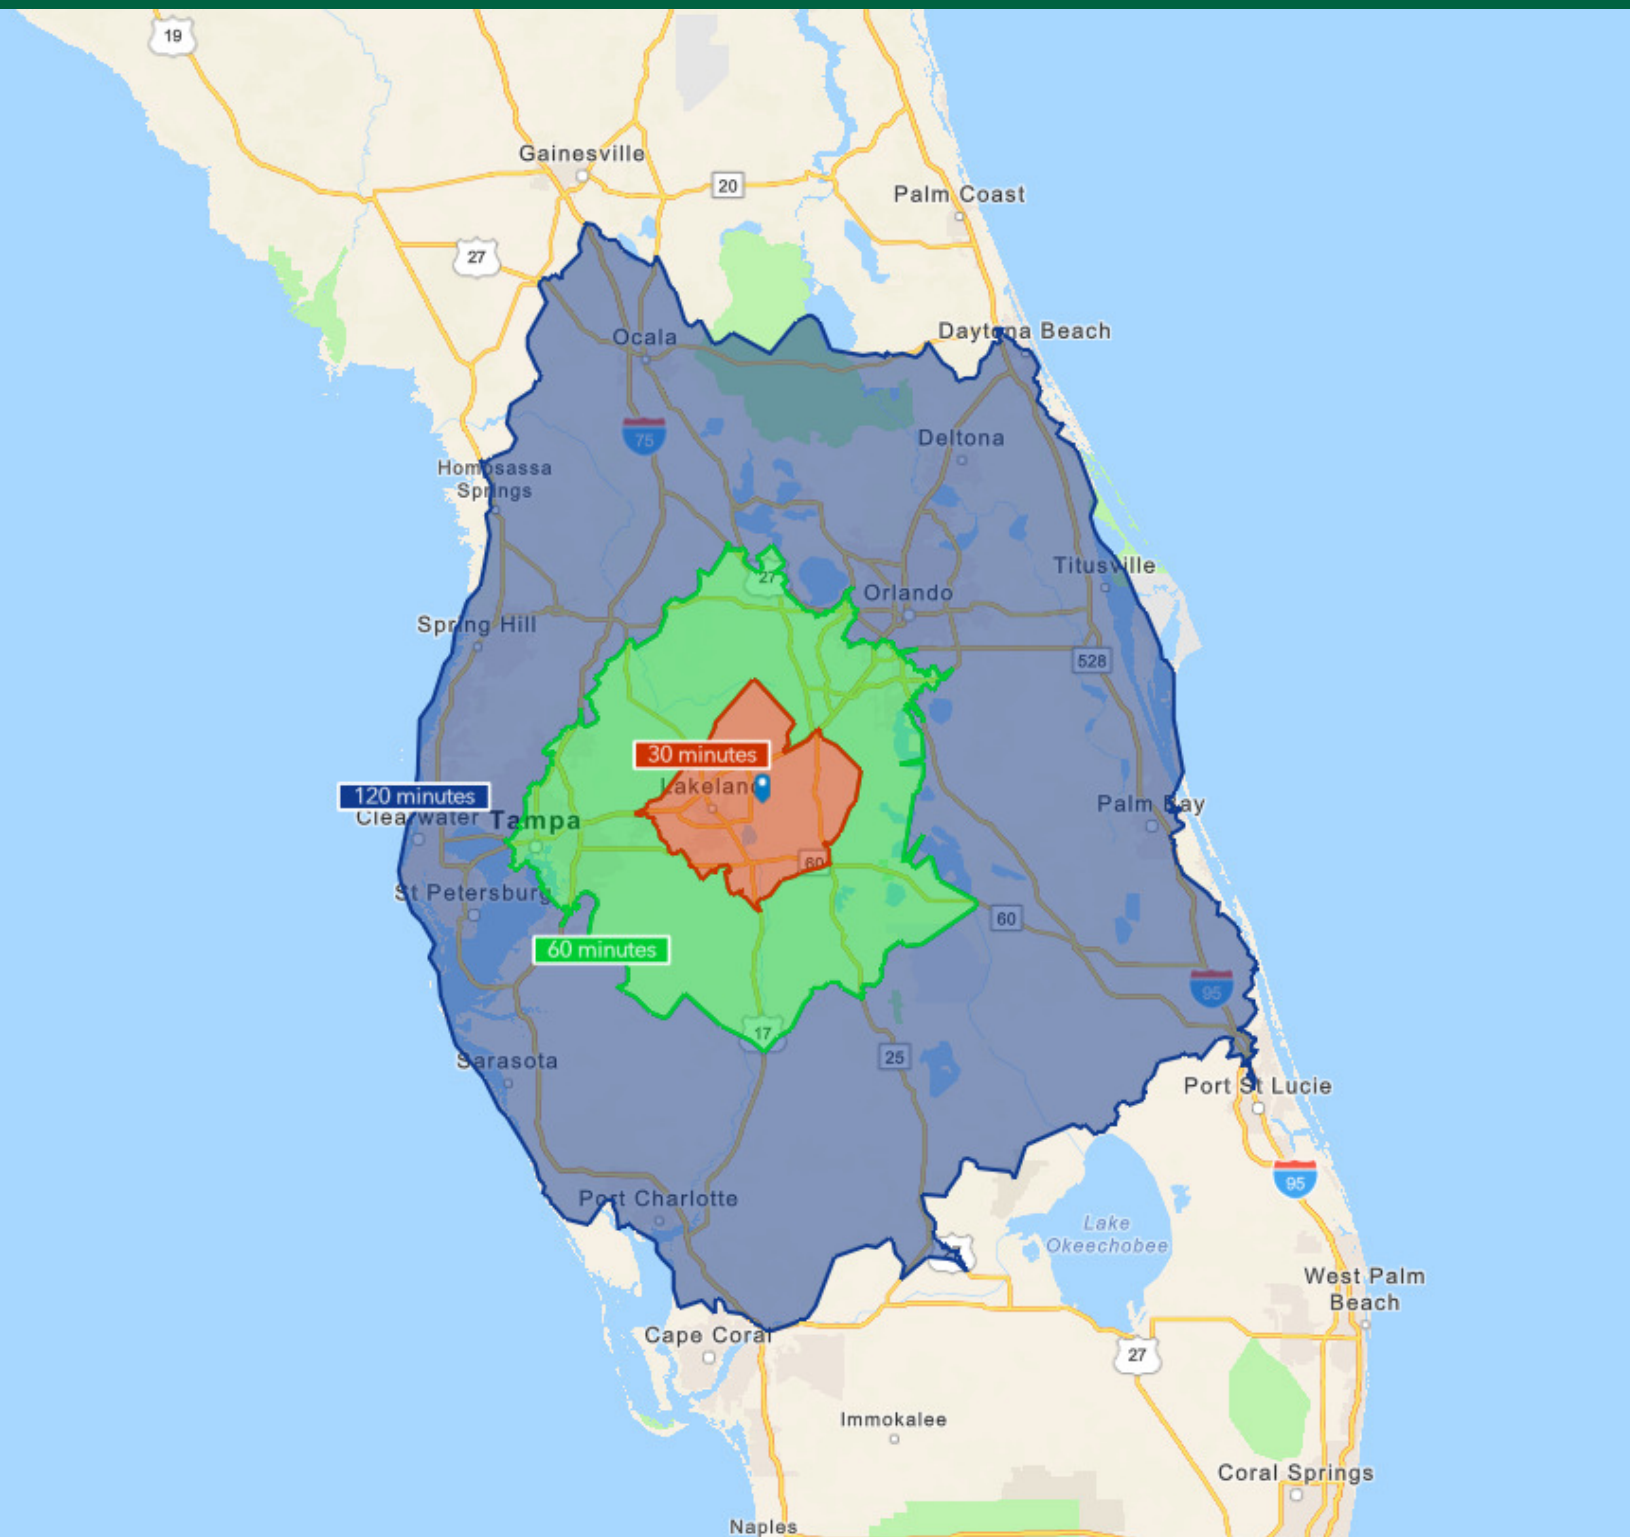 19
Gainesville
20
Palm Coast
27
Ocala
Daytona Beach
75
Deltona
Homosassa
Springs
Titusville
27
Orlando
Spring Hill
528
30 minutes
Lakeland
120 minutes
Clearwater
Tampa
Palm Bay
60
St Petersburg
60
60 minutes
95
17
25
Sarasota
Port St Lucie
95
Port Charlotte
Lake
Okeechobee
West Palm
Beach
Cape Coral
27
Immokalee
Coral Springs
Naples